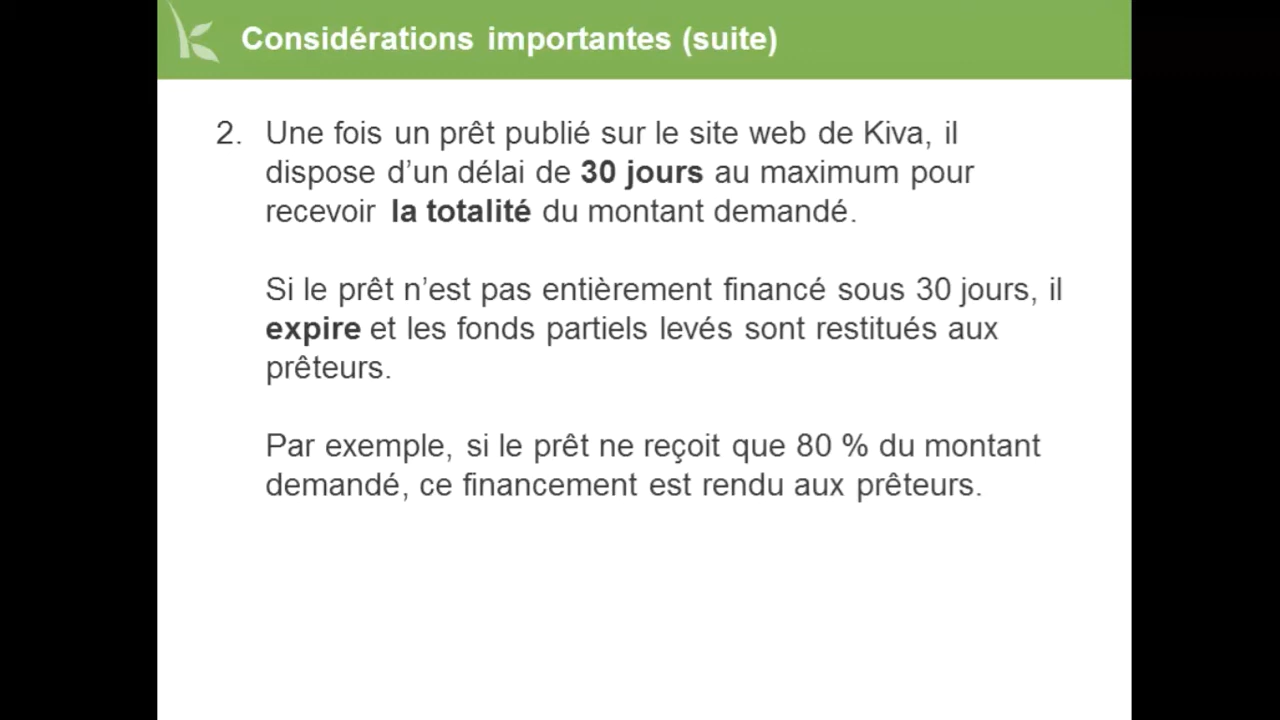 Considérations importantes (suite)
2. Une fois un prêt publié sur le site web de Kiva, il
dispose d’un délai de 30 jours au maximum pour
recevoir la totalité du montant demandé.
Si le prêt n’est pas entièrement financé sous 30 jours, il
expire et les fonds partiels levés sont restitués aux
prêteurs.
Par exemple, si le prêt ne reçoit que 80 % du montant
demandé, ce financement est rendu aux prêteurs.